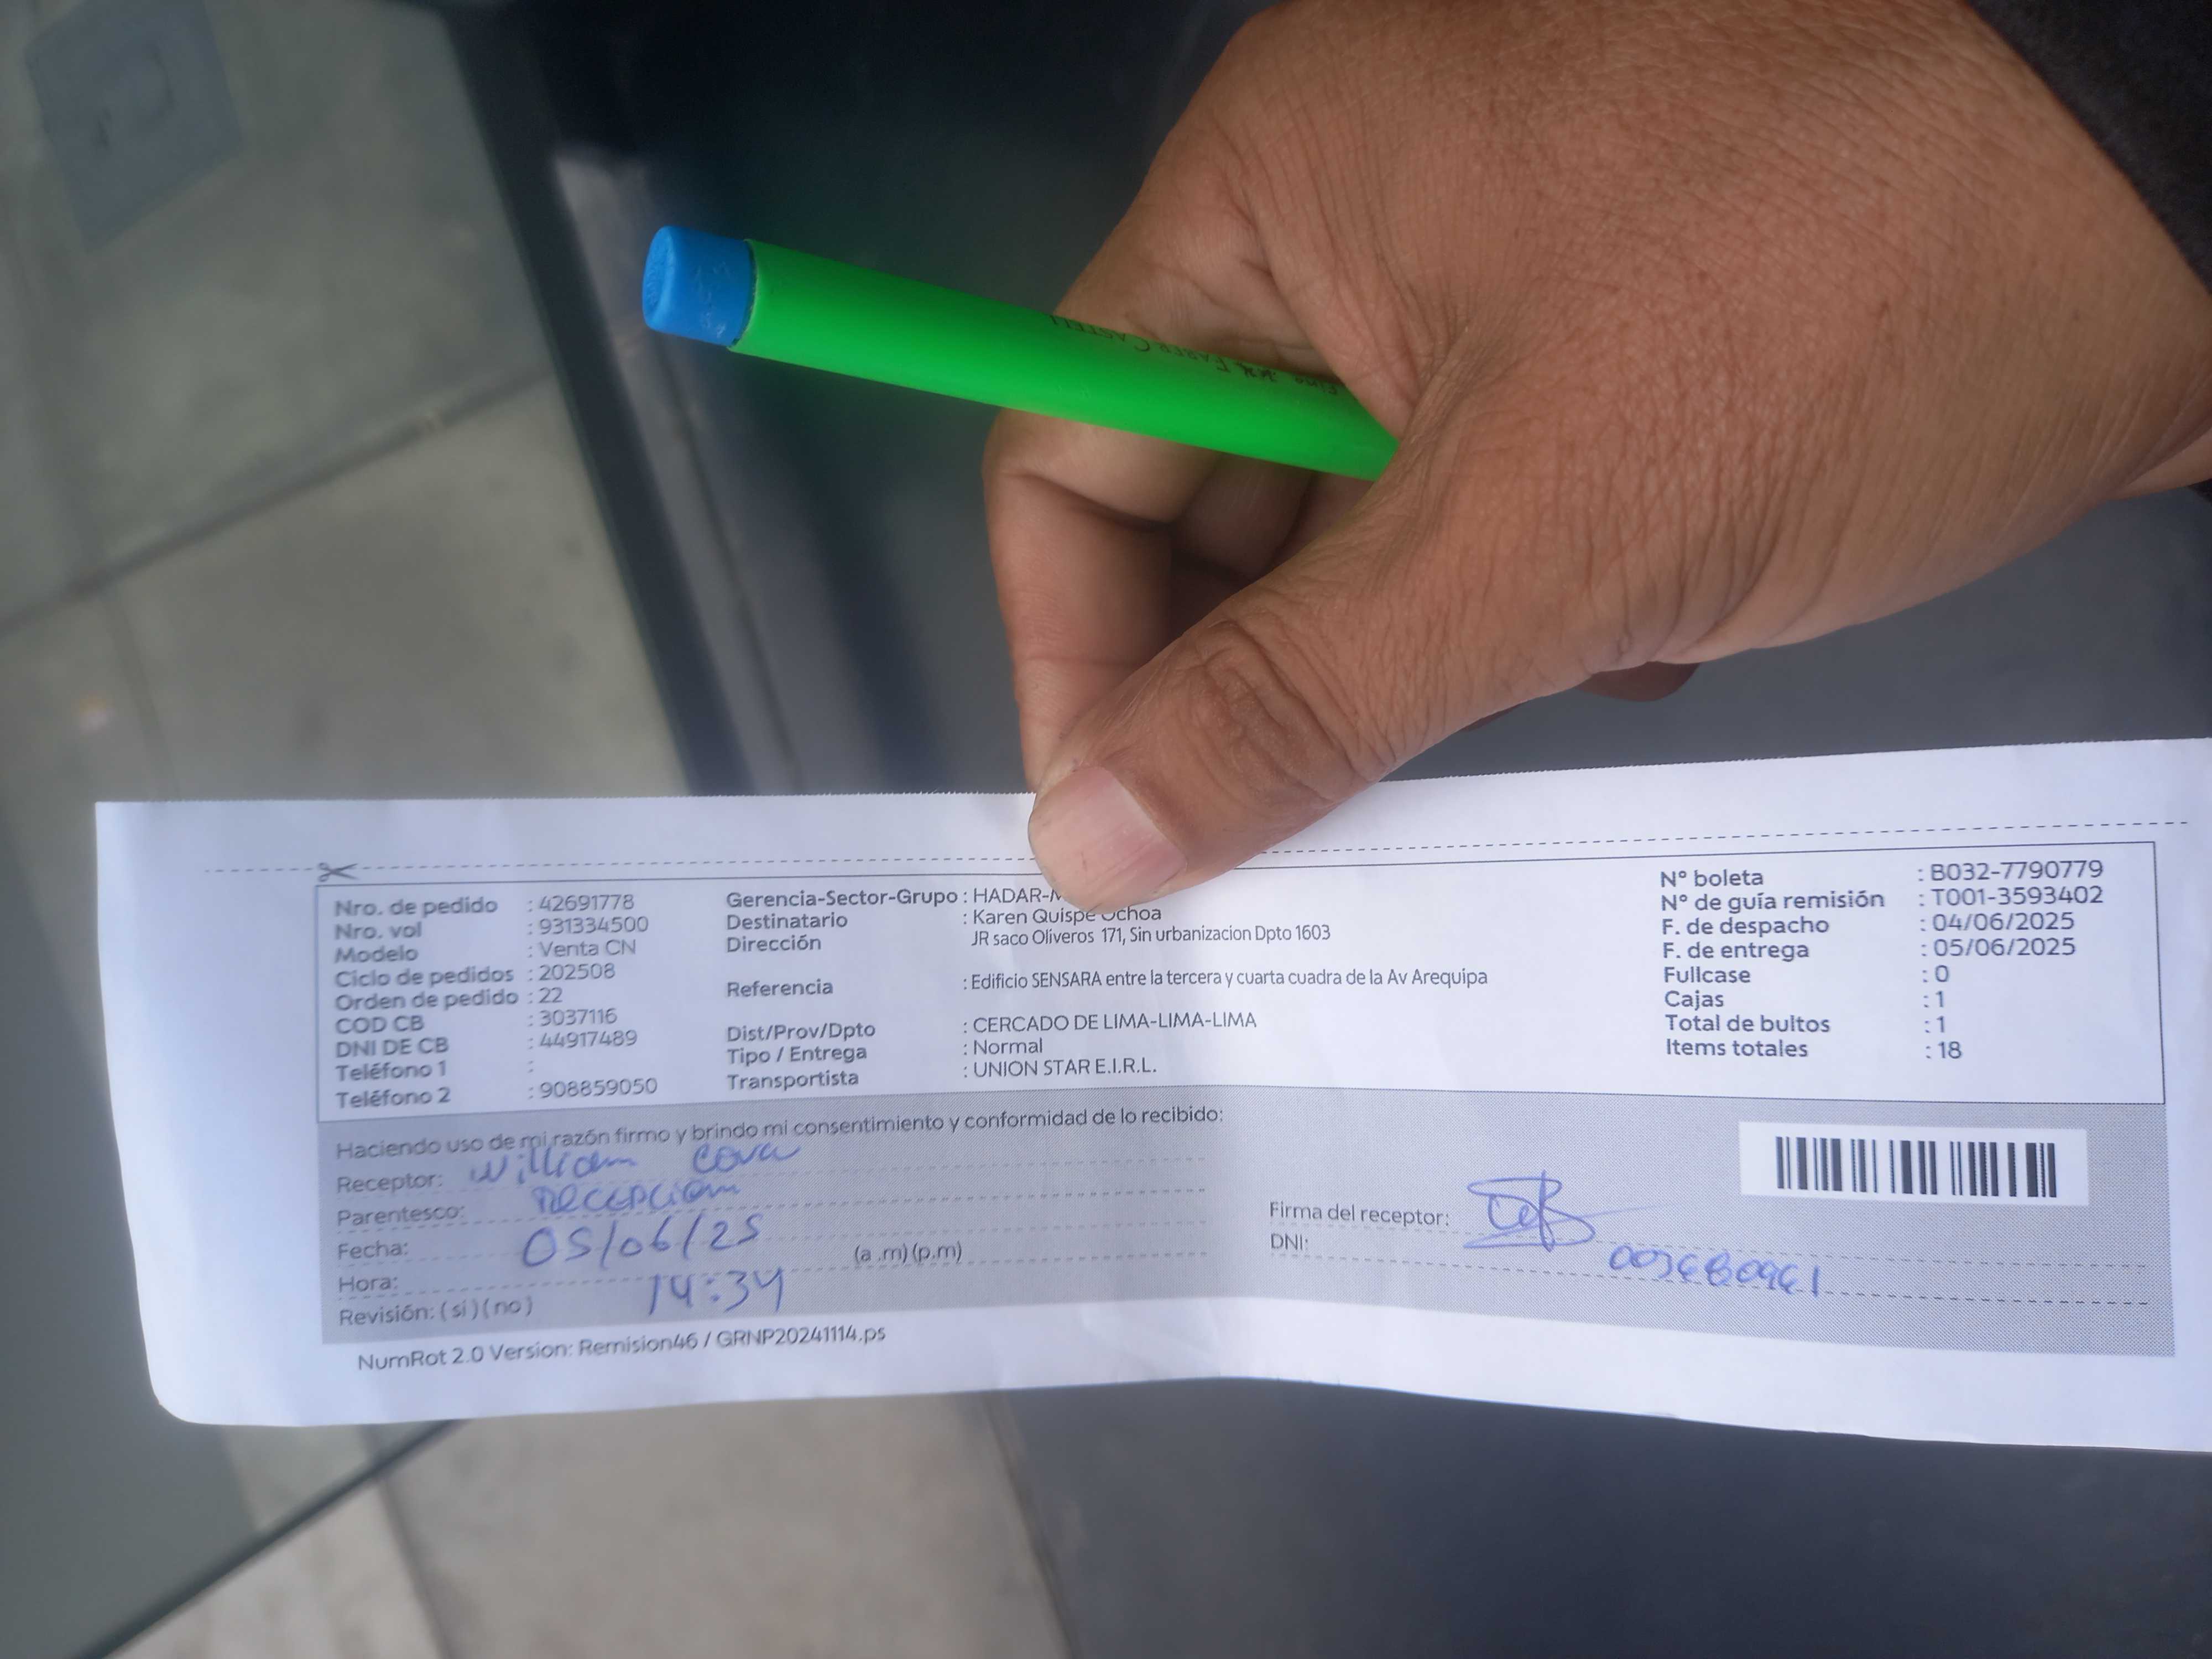 FABER-CASTELL
Nro. de pedido : 42691778
Nro. vol : 931334500
Modelo : Venta CN
Ciclo de pedidos : 202508
Orden de pedido : 22
COD CB : 3037116
DNI DE CB : 44917489
Teléfono 1 :
Teléfono 2 : 908859050
Gerencia-Sector-Grupo : HADAR-
Destinatario : Karen Quispe Ochoa
Dirección JR saco Oliveros 171, Sin urbanizacion Dpto 1603
Referencia : Edificio SENSARA entre la tercera y cuarta cuadra de la Av Arequipa
Dist/Prov/Dpto : CERCADO DE LIMA-LIMA-LIMA
Tipo / Entrega : Normal
Transportista : UNION STAR E.I.R.L.
N° boleta : B032-7790779
N° de guía remisión : T001-3593402
F. de despacho : 04/06/2025
F. de entrega : 05/06/2025
Fullcase : 0
Cajas : 1
Total de bultos : 1
Items totales : 18
Haciendo uso de mi razón firmo y brindo mi consentimiento y conformidad de lo recibido:
Receptor: William Cova
Parentesco: recepcion
Fecha: 05/06/25
Hora: 14:34 (a .m) (p.m)
Revisión: ( si ) ( no )
Firma del receptor:
DNI:
NumRot 2.0 Version: Remision46 / GRNP20241114.ps